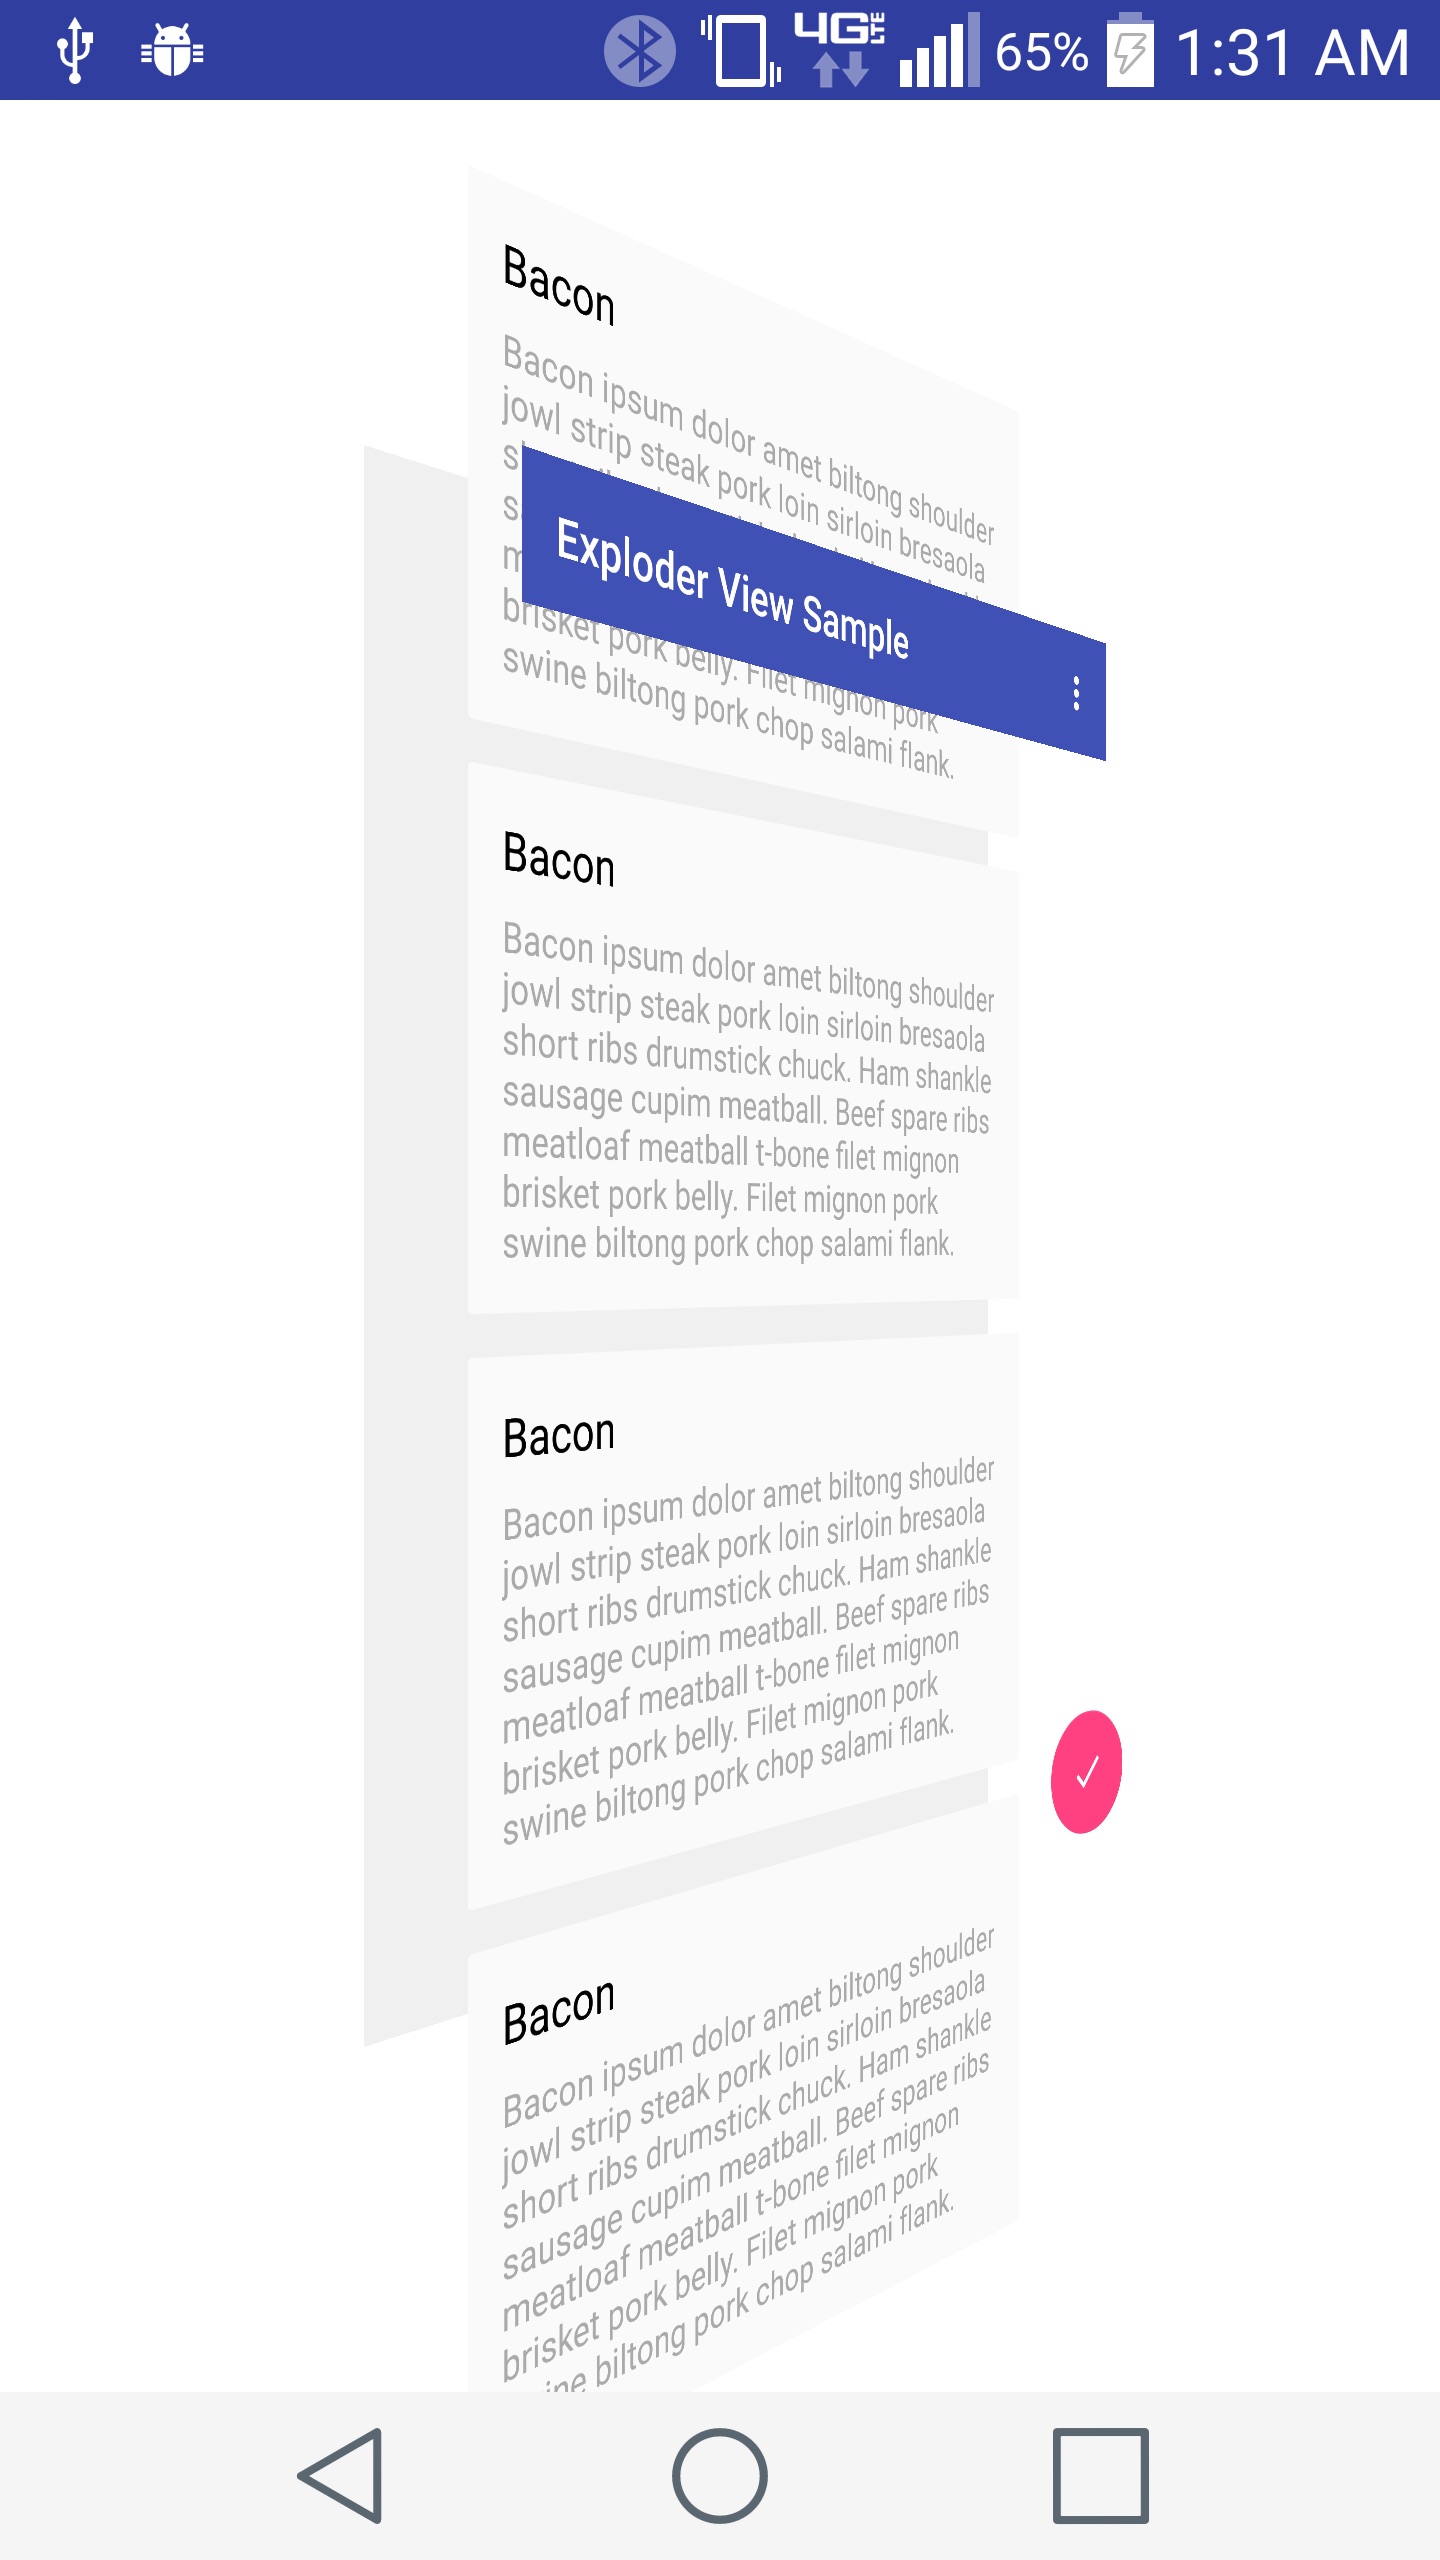 4G LTE 65% 1:31 AM
Bacon
Bacon ipsum dolor amet biltong shoulder
jowl strip steak pork loin sirloin bresaola
Exploder View Sample
brisket pork belly. Filet mignon pork
swine biltong pork chop salami flank.
Bacon
Bacon ipsum dolor amet biltong shoulder
jowl strip steak pork loin sirloin bresaola
short ribs drumstick chuck. Ham shankle
sausage cupim meatball. Beef spare ribs
meatloaf meatball t-bone filet mignon
brisket pork belly. Filet mignon pork
swine biltong pork chop salami flank.
Bacon
Bacon ipsum dolor amet biltong shoulder
jowl strip steak pork loin sirloin bresaola
short ribs drumstick chuck. Ham shankle
sausage cupim meatball. Beef spare ribs
meatloaf meatball t-bone filet mignon
brisket pork belly. Filet mignon pork
swine biltong pork chop salami flank.
Bacon
Bacon ipsum dolor amet biltong shoulder
jowl strip steak pork loin sirloin bresaola
short ribs drumstick chuck. Ham shankle
sausage cupim meatball. Beef spare ribs
meatloaf meatball t-bone filet mignon
brisket pork belly. Filet mignon pork
swine biltong pork chop salami flank.